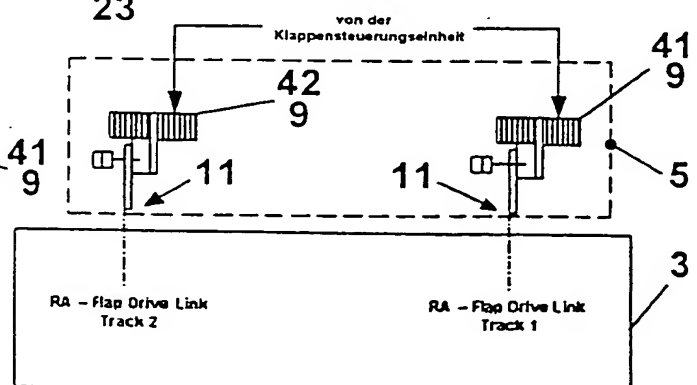 23
von der
Klappensteuerungseinheit
42
9
41
9
41
9
11
11
5
3
RA – Flap Drive Link
Track 2
RA – Flap Drive Link
Track 1